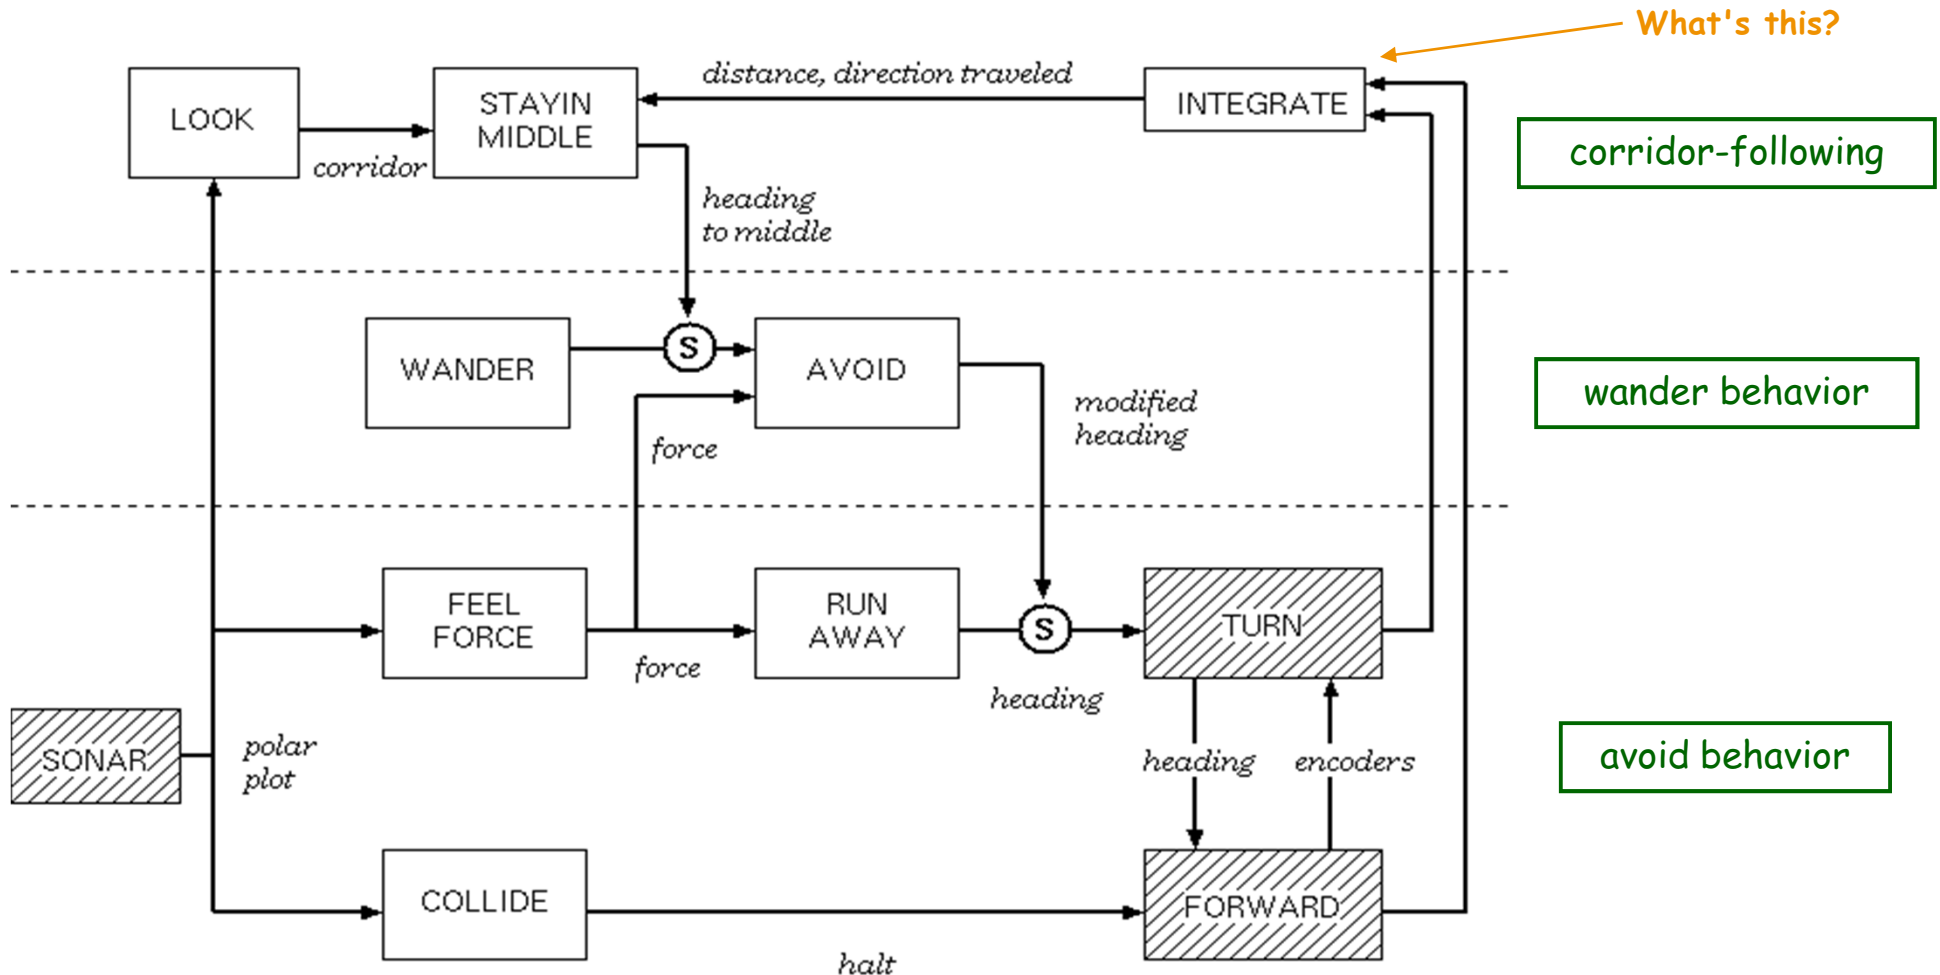 What's this?
distance, direction traveled
LOOK
STAYIN
MIDDLE
INTEGRATE
corridor
corridor-following
heading
to middle
WANDER
S
AVOID
wander behavior
modified
heading
force
FEEL
FORCE
RUN
AWAY
S
TURN
force
heading
SONAR
polar
plot
heading
encoders
avoid behavior
COLLIDE
FORWARD
halt